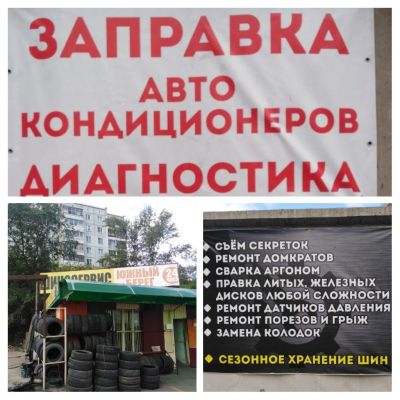 ЗАПРАВКА
АВТО
КОНДИЦИОНЕРОВ
ДИАГНОСТИКА
ШИНОСЕРВИС
ЮЖНЫЙ
БЕРЕГ
24
СЪЁМ СЕКРЕТОК
РЕМОНТ ДОМКРАТОВ
СВАРКА АРГОНОМ
ПРАВКА ЛИТЫХ, ЖЕЛЕЗНЫХ
ДИСКОВ ЛЮБОЙ СЛОЖНОСТИ
РЕМОНТ ДАТЧИКОВ ДАВЛЕНИЯ
РЕМОНТ ПОРЕЗОВ И ГРЫЖ
ЗАМЕНА КОЛОДОК
СЕЗОННОЕ ХРАНЕНИЕ ШИН